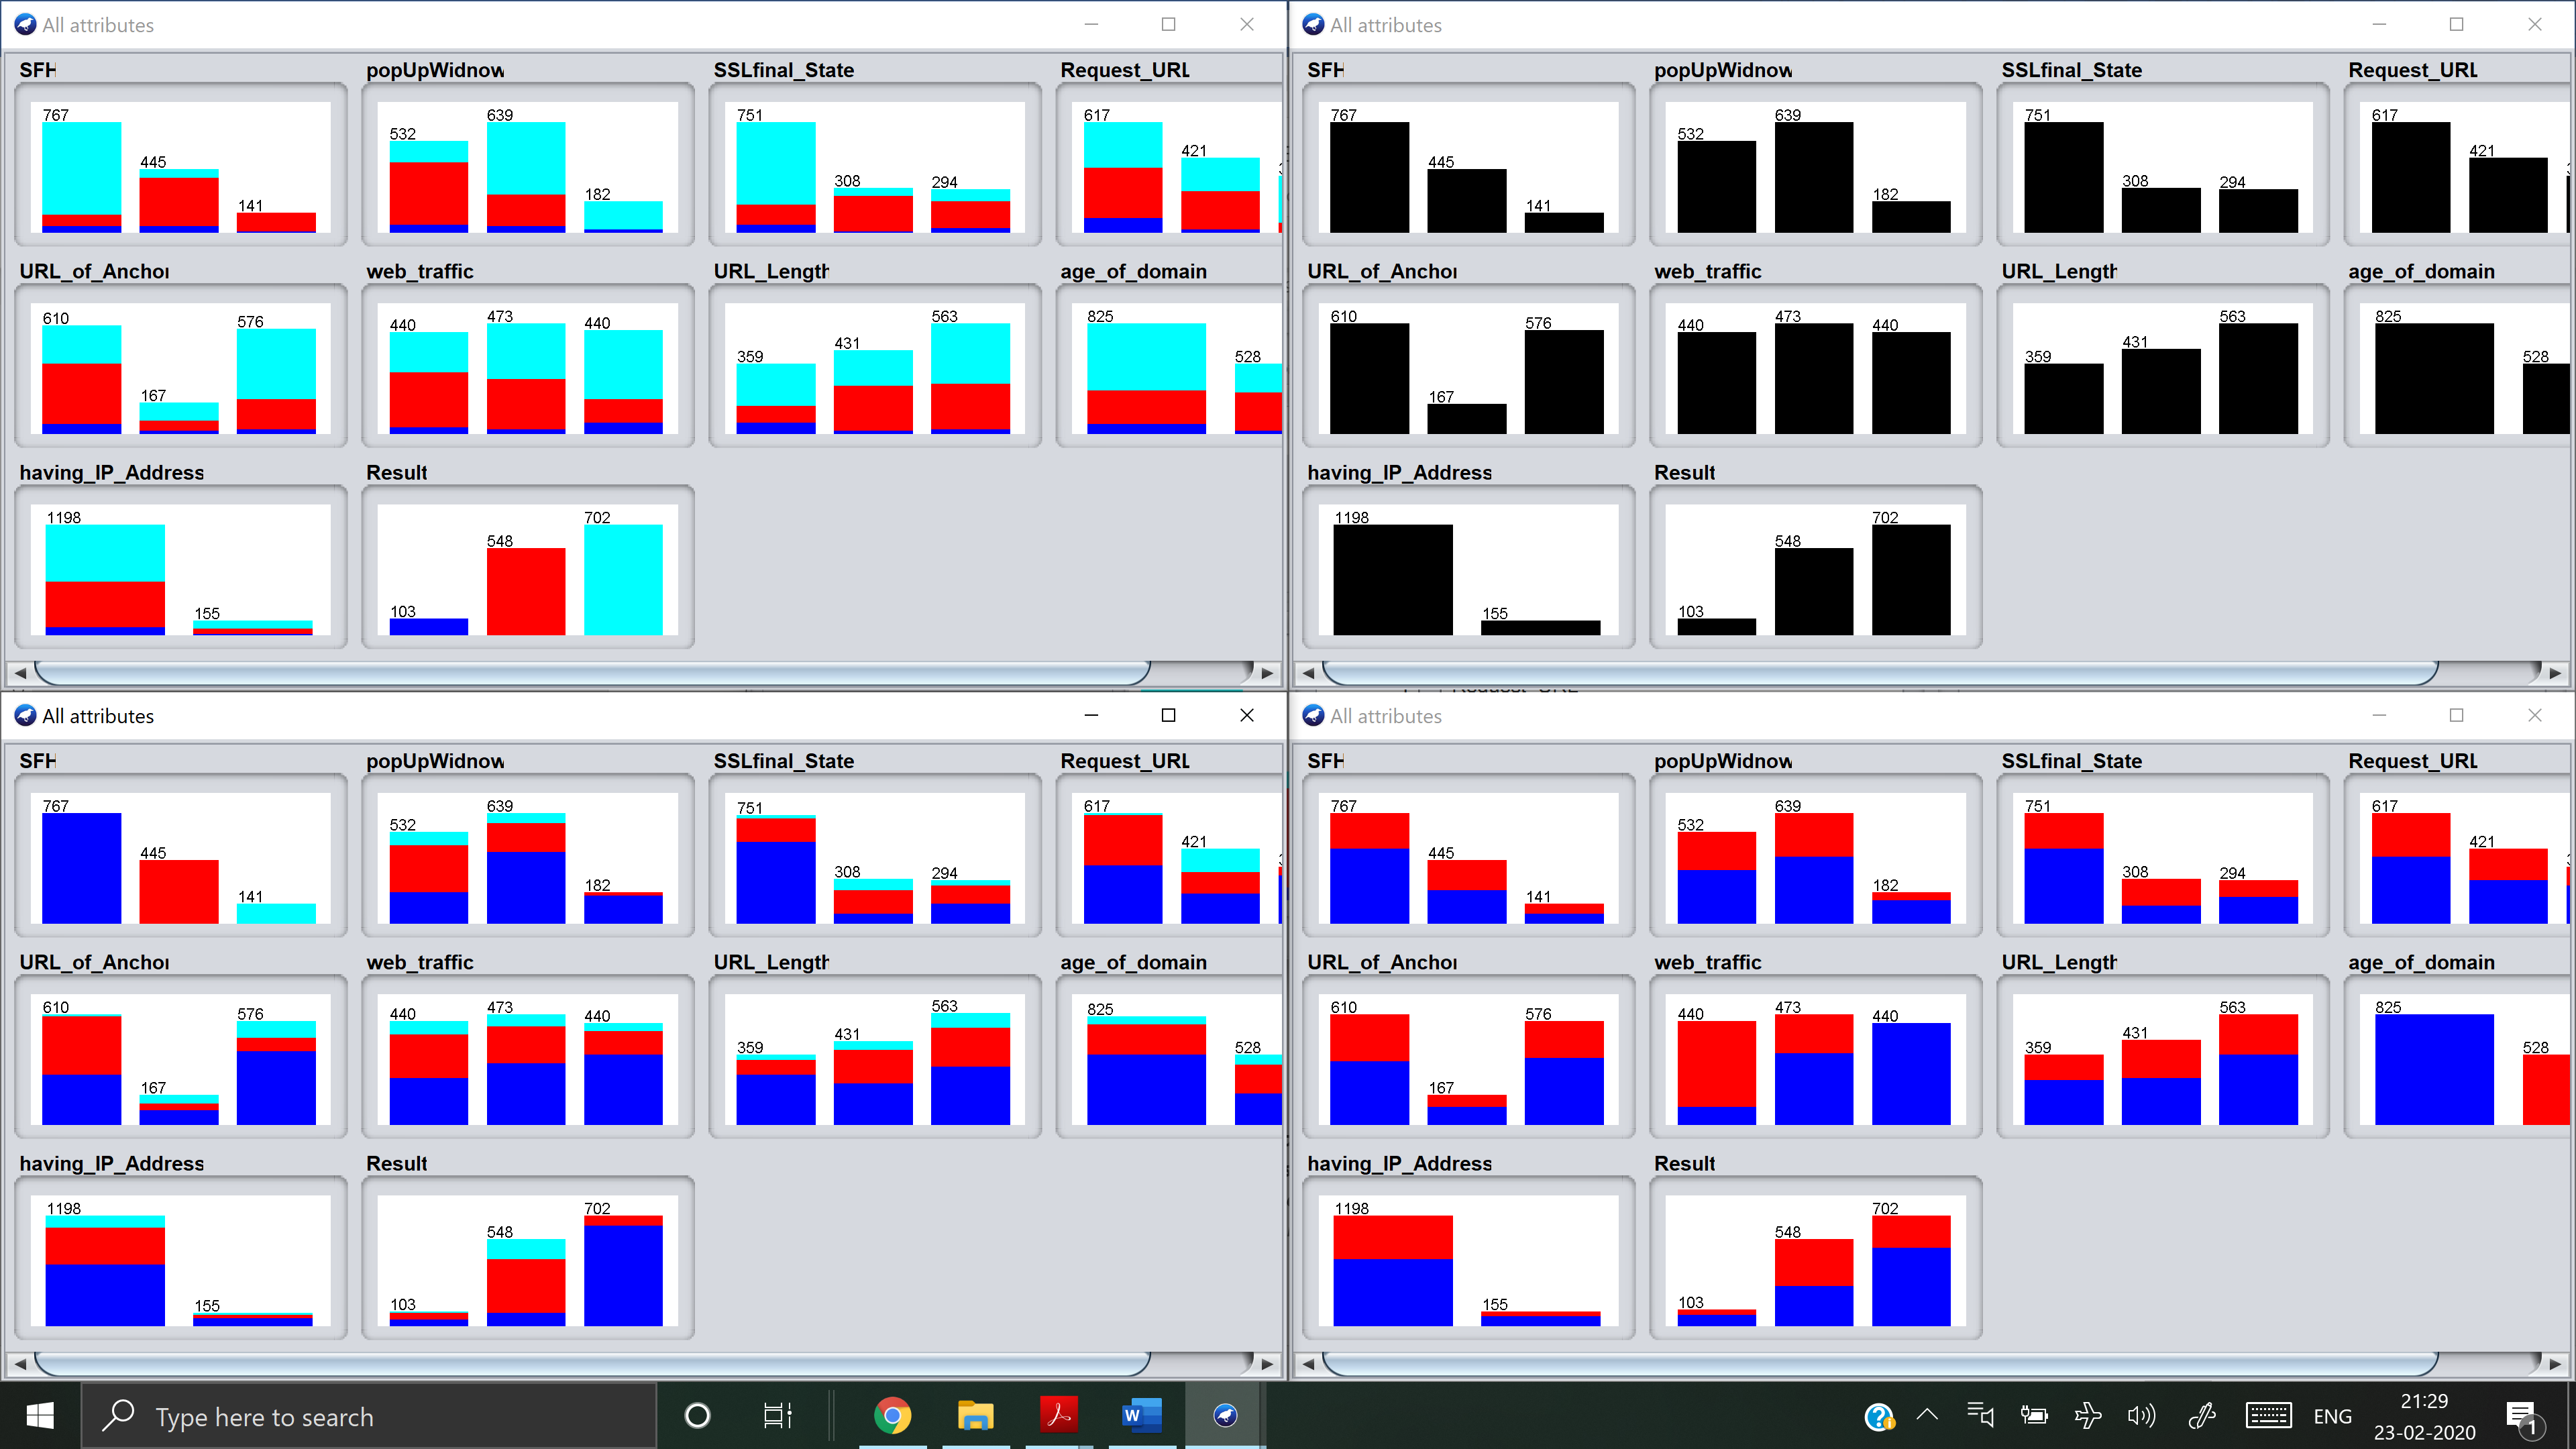 All attributes
SFH popUpWidnow SSLfinal_State Request_URL
767 445 141 532 639 182 751 308 294 617 421
URL_of_Anchor web_traffic URL_Length age_of_domain
610 167 576 440 473 440 359 431 563 825 528
having_IP_Address Result
1198 155 103 548 702
All attributes
SFH popUpWidnow SSLfinal_State Request_URL
767 445 141 532 639 182 751 308 294 617 421
URL_of_Anchor web_traffic URL_Length age_of_domain
610 167 576 440 473 440 359 431 563 825 528
having_IP_Address Result
1198 155 103 548 702
All attributes
SFH popUpWidnow SSLfinal_State Request_URL
767 445 141 532 639 182 751 308 294 617 421
URL_of_Anchor web_traffic URL_Length age_of_domain
610 167 576 440 473 440 359 431 563 825 528
having_IP_Address Result
1198 155 103 548 702
All attributes
SFH popUpWidnow SSLfinal_State Request_URL
767 445 141 532 639 182 751 308 294 617 421
URL_of_Anchor web_traffic URL_Length age_of_domain
610 167 576 440 473 440 359 431 563 825 528
having_IP_Address Result
1198 155 103 548 702
Type here to search
W
ENG
21:29
23-02-2020
1